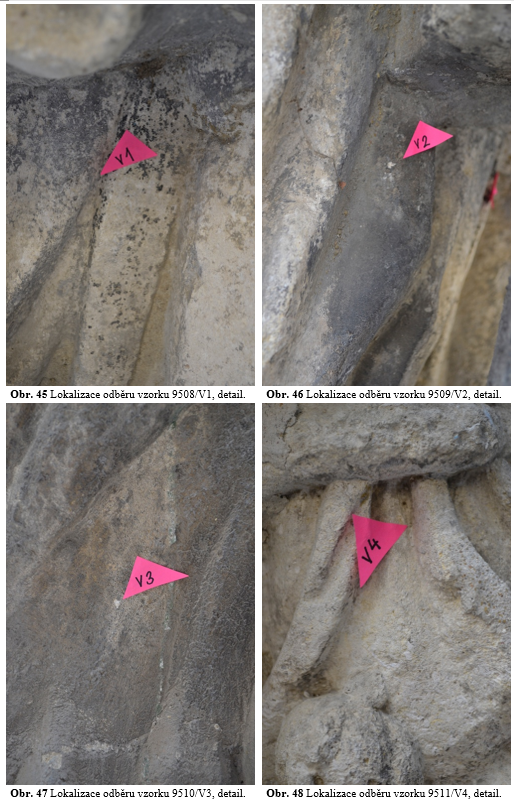 V1
V2
Obr. 45 Lokalizace odběru vzorku 9508/V1, detail.
Obr. 46 Lokalizace odběru vzorku 9509/V2, detail.
V3
V4
Obr. 47 Lokalizace odběru vzorku 9510/V3, detail.
Obr. 48 Lokalizace odběru vzorku 9511/V4, detail.